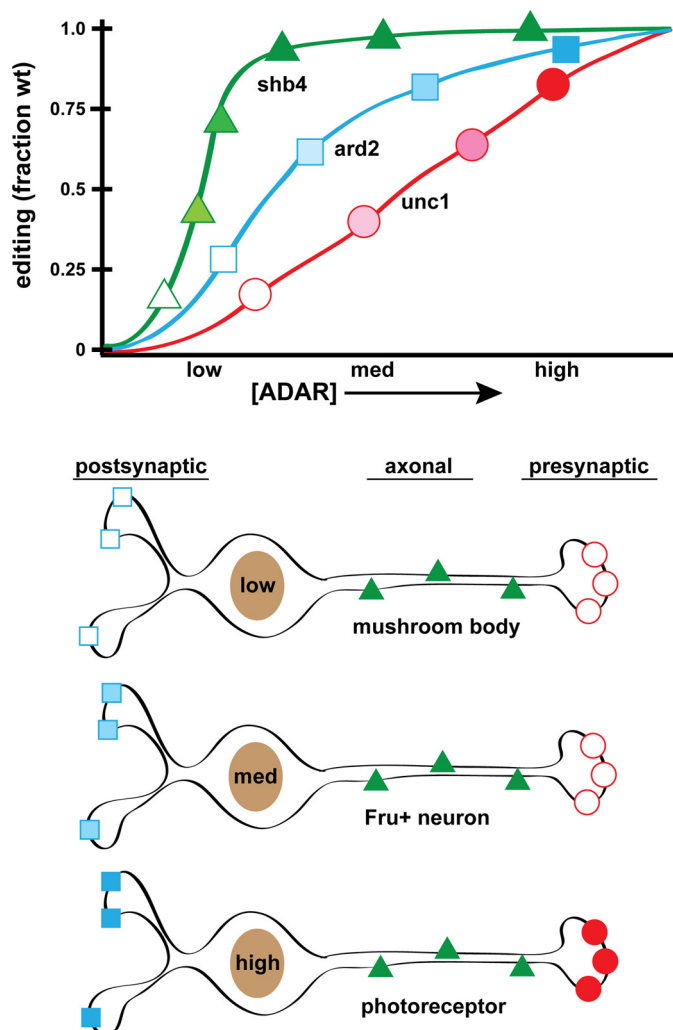 editing (fraction wt)
1.0
0.75
0.5
0.25
0
shb4
ard2
unc1
low med high
[ADAR]
postsynaptic axonal presynaptic
low
mushroom body
med
Fru+ neuron
high
photoreceptor